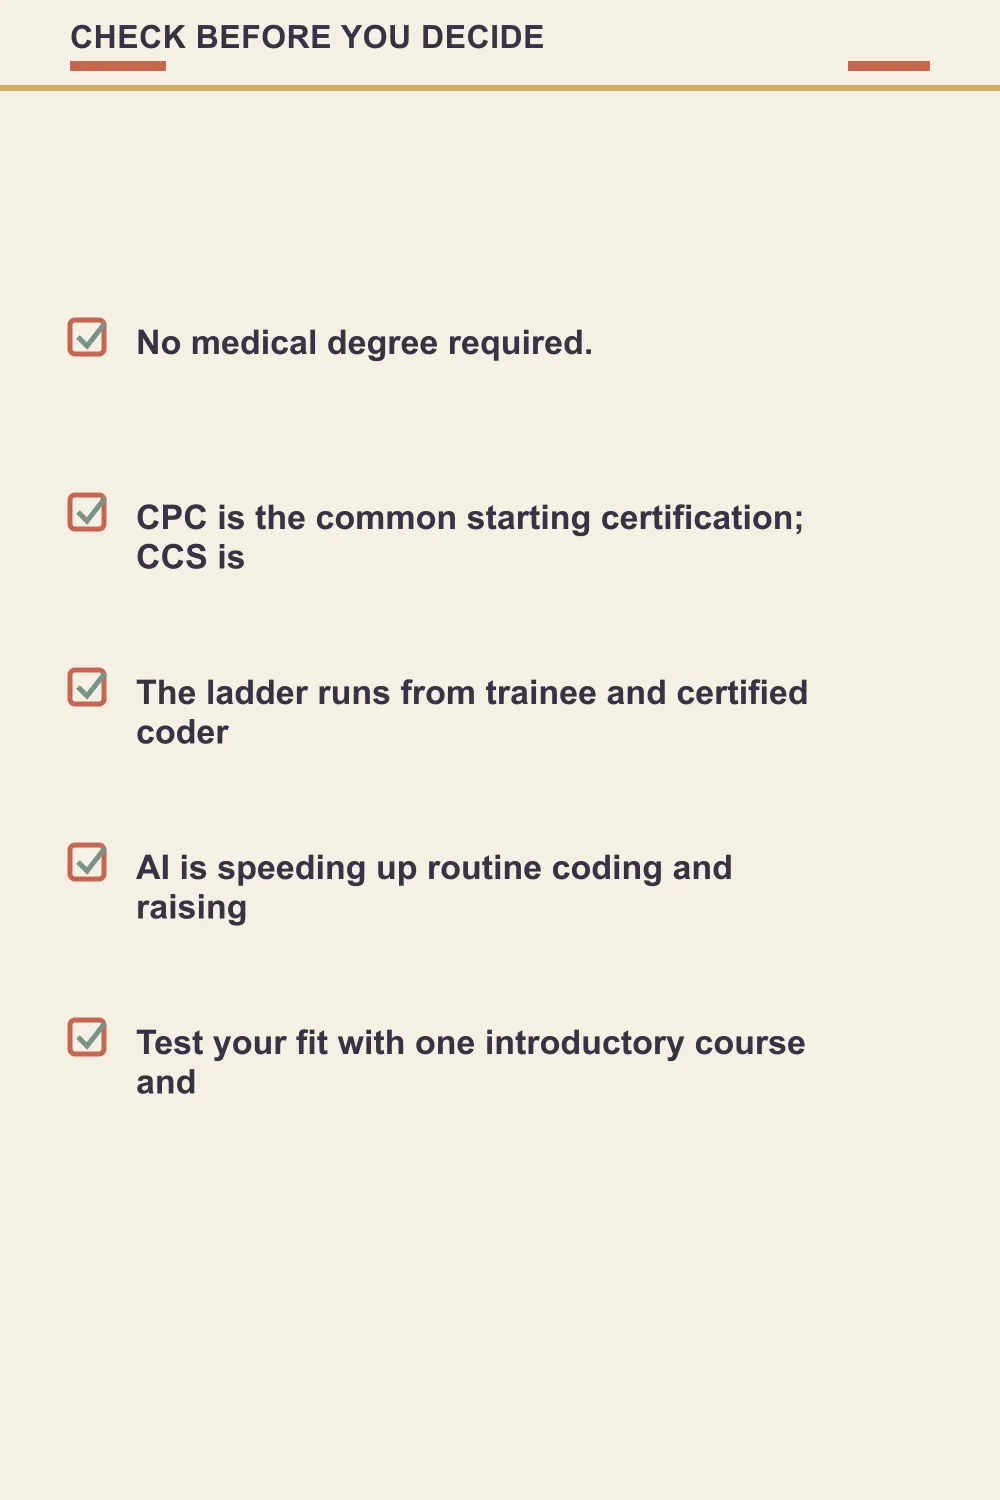 CHECK BEFORE YOU DECIDE
No medical degree required.
CPC is the common starting certification;
CCS is
The ladder runs from trainee and certified
coder
AI is speeding up routine coding and
raising
Test your fit with one introductory course
and